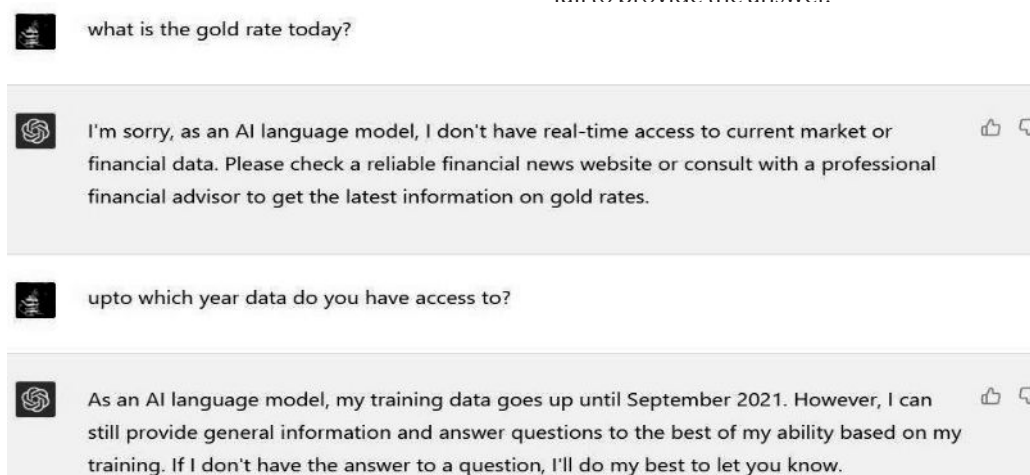 what is the gold rate today?
I'm sorry, as an AI language model, I don't have real-time access to current market or
financial data. Please check a reliable financial news website or consult with a professional
financial advisor to get the latest information on gold rates.
upto which year data do you have access to?
As an AI language model, my training data goes up until September 2021. However, I can
still provide general information and answer questions to the best of my ability based on my
training. If I don't have the answer to a question, I'll do my best to let you know.